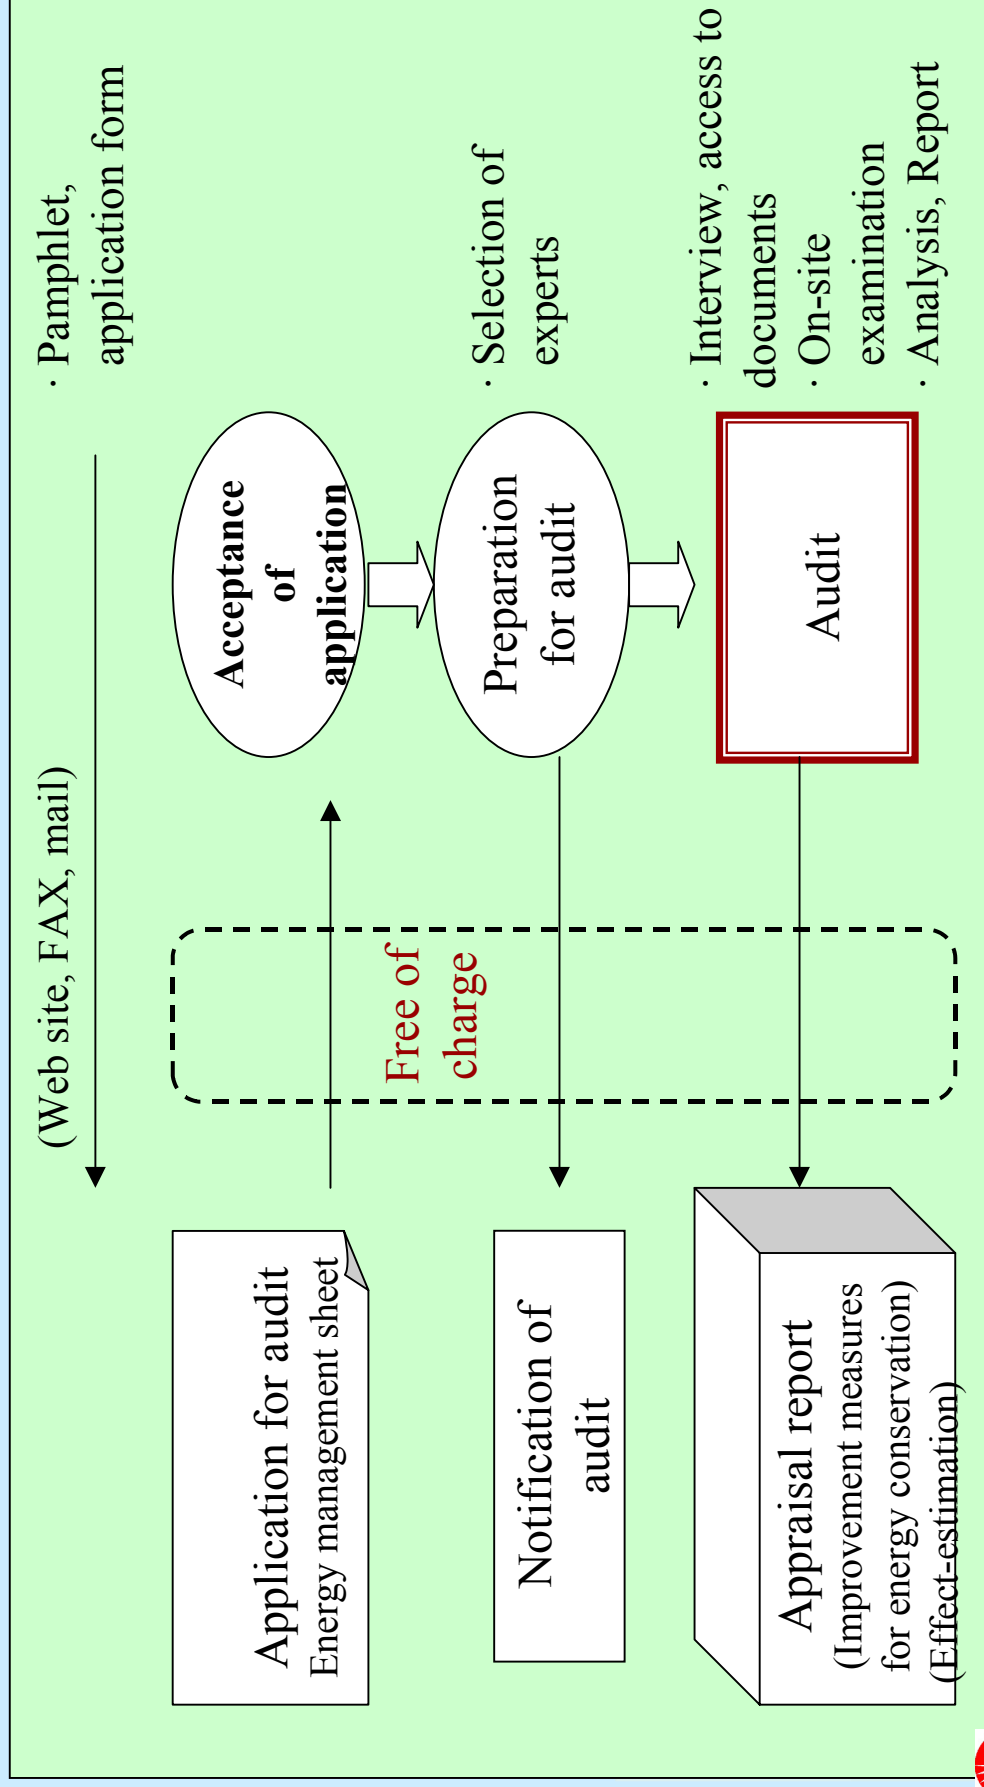 (Web site, FAX, mail)
· Pamphlet,
application form
Application for audit
Energy management sheet
Acceptance
of
application
Free of
charge
Notification of
audit
Preparation
for audit
· Selection of
experts
Appraisal report
(Improvement measures
for energy conservation)
(Effect-estimation)
Audit
· Interview, access to
documents
· On-site
examination
· Analysis, Report